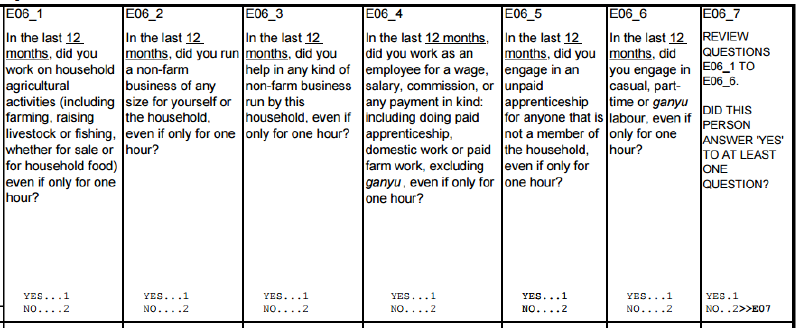 E06_1
In the last 12
months, did you
work on household
agricultural
activities (including
farming, raising
livestock or fishing,
whether for sale or
for household food)
even if only for one
hour?
YES...1
NO....2
E06_2
In the last 12
months, did you run
a non-farm
business of any
size for yourself or
the household,
even if only for one
hour?
YES...1
NO....2
E06_3
In the last 12
months, did you
help in any kind of
non-farm business
run by this
household, even if
only for one hour?
YES...1
NO....2
E06_4
In the last 12 months,
did you work as an
employee for a wage,
salary, commission, or
any payment in kind:
including doing paid
apprenticeship,
domestic work or paid
farm work, excluding
ganyu, even if only for
one hour?
YES...1
NO....2
E06_5
In the last 12
months, did you
engage in an
unpaid
apprenticeship
for anyone that is
not a member of
the household,
even if only for
one hour?
YES...1
NO....2
E06_6
In the last 12
months, did
you engage in
casual, part-
time or ganyu
labour, even if
only for one
hour?
YES...1
NO....2
E06_7
REVIEW
QUESTIONS
E06_1 TO
E06_6.
DID THIS
PERSON
ANSWER 'YES'
TO AT LEAST
ONE
QUESTION?
YES.1
NO..2>>E07